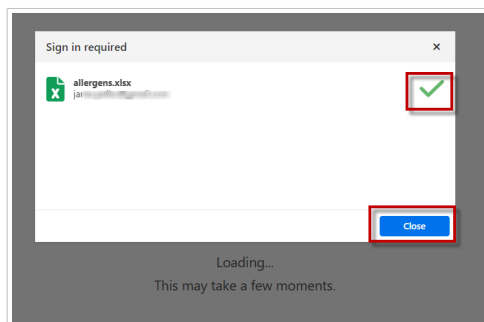 Sign in required
allergens.xlsx
Close
Loading...
This may take a few moments.